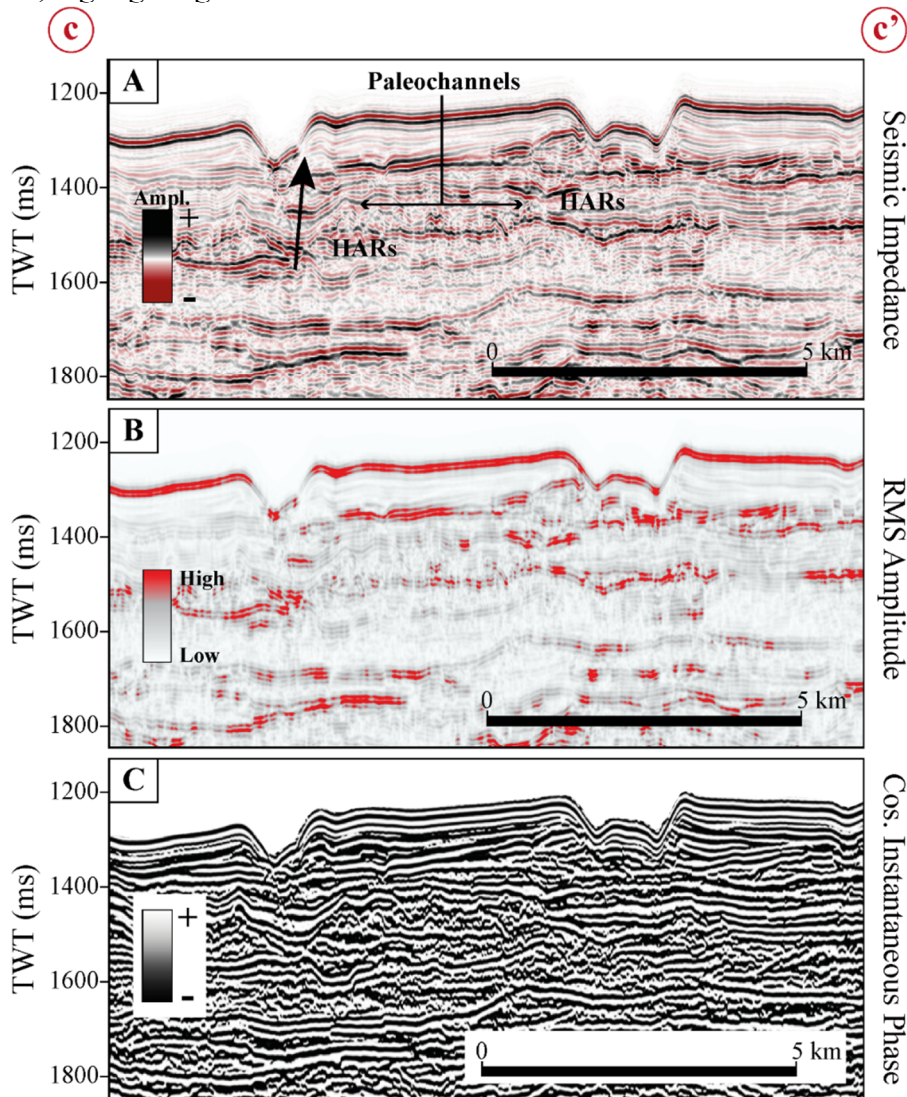 c
c'
A
Paleochannels
1200
1400
1600
1800
TWT (ms)
Ampl.
+
-
HARs
HARs
0
5 km
Seismic Impedance
B
1200
1400
1600
1800
TWT (ms)
High
Low
0
5 km
RMS Amplitude
C
1200
1400
1600
1800
TWT (ms)
+
-
0
5 km
Cos. Instantaneous Phase